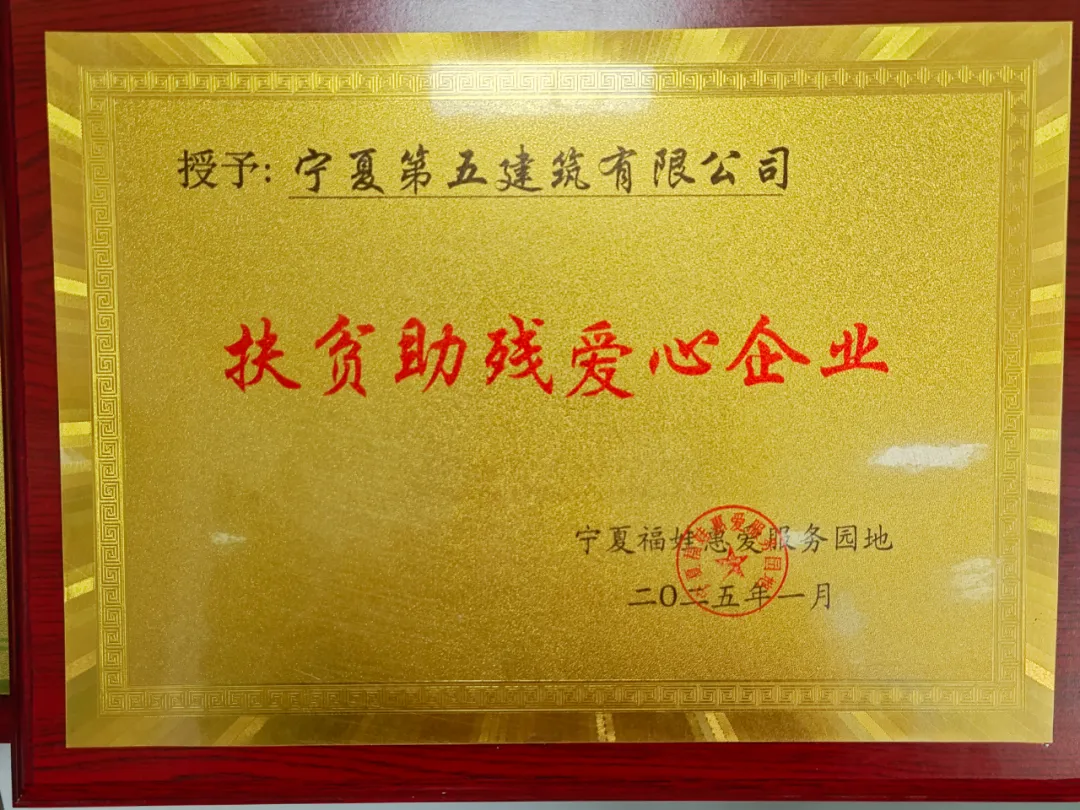 授予: 宁夏第五建筑有限公司
扶贫助残爱心企业
宁夏福娃惠爱服务园地
二〇二五年一月